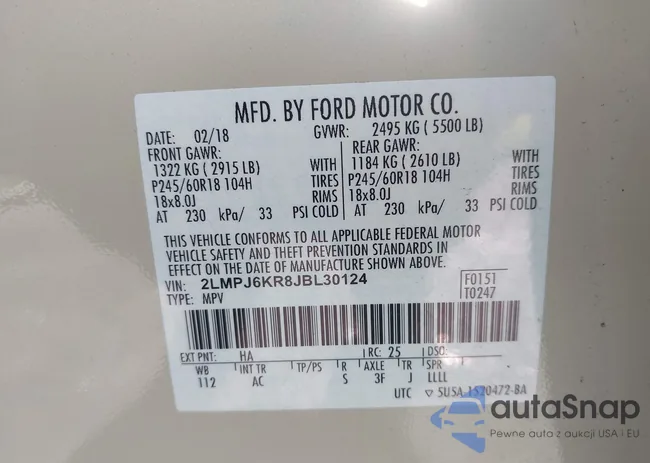 MFD. BY FORD MOTOR CO.
DATE: 02/18 GVWR: 2495 KG ( 5500 LB)
FRONT GAWR: REAR GAWR:
1322 KG ( 2915 LB) WITH 1184 KG ( 2610 LB) WITH
P245/60R18 104H TIRES P245/60R18 104H TIRES
18x8.0J RIMS 18x8.0J RIMS
AT 230 kPa/ 33 PSI COLD AT 230 kPa/ 33 PSI COLD
THIS VEHICLE CONFORMS TO ALL APPLICABLE FEDERAL MOTOR
VEHICLE SAFETY AND THEFT PREVENTION STANDARDS IN
EFFECT ON THE DATE OF MANUFACTURE SHOWN ABOVE.
VIN: 2LMPJ6KR8JBL30124 F0151
TYPE: MPV T0247
EXT PNT: HA RC: 25 DSO:
WB INT TR TP/PS R AXLE TR SPR
112 AC S 3F J LLLL
UTC ▽ SUSA.1520472-BA
autaSnap
Pewne auta z aukcji USA i EU